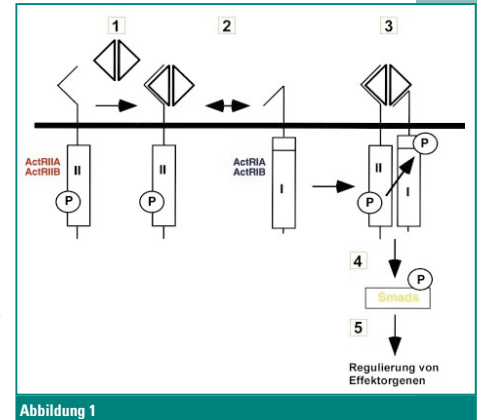 1
2
3
ActRIIA
ActRIIB
II
P
II
P
ActRIA
ActRIB
I
II
P
I
P
4
P
Smads
5
Regulierung von
Effektorgenen
Abbildung 1